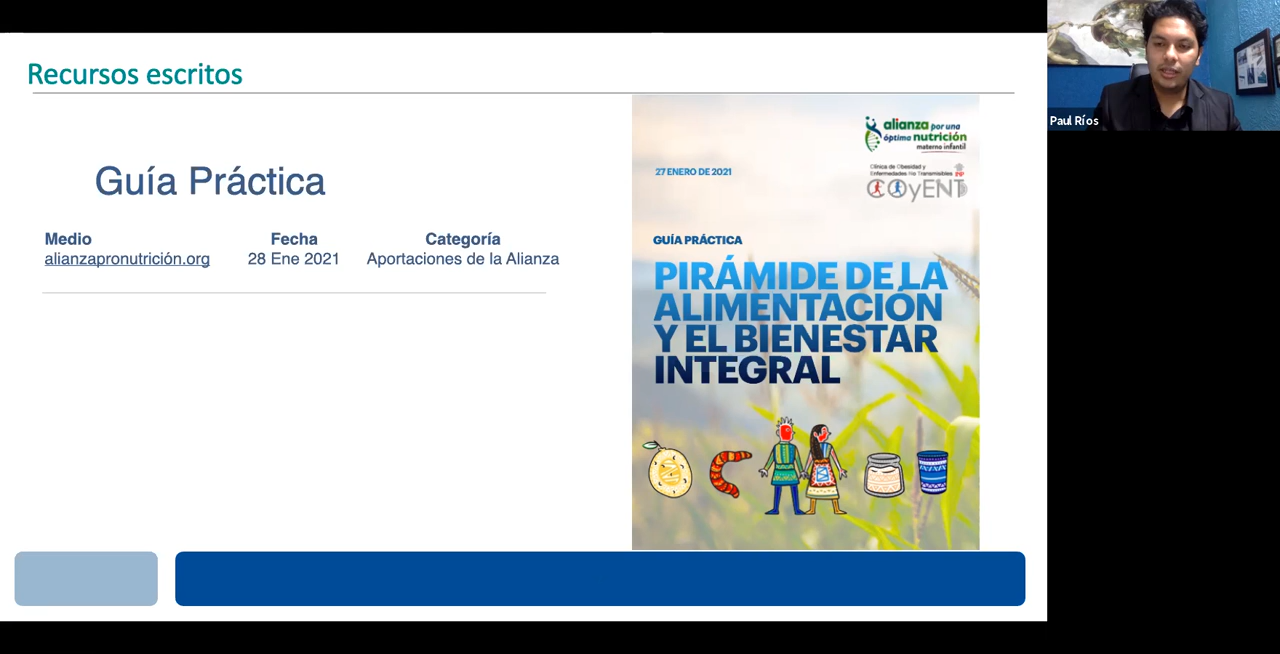 Recursos escritos
Guía Práctica
Medio Fecha Categoría
alianzapronutrición.org 28 Ene 2021 Aportaciones de la Alianza
alianza por una
óptima nutrición
materno infantil
27 ENERO DE 2021
Clínica de Obesidad y
Enfermedades No Transmisibles
COyENT
GUÍA PRÁCTICA
PIRÁMIDE DE LA
ALIMENTACIÓN
Y EL BIENESTAR
INTEGRAL
Paul Ríos